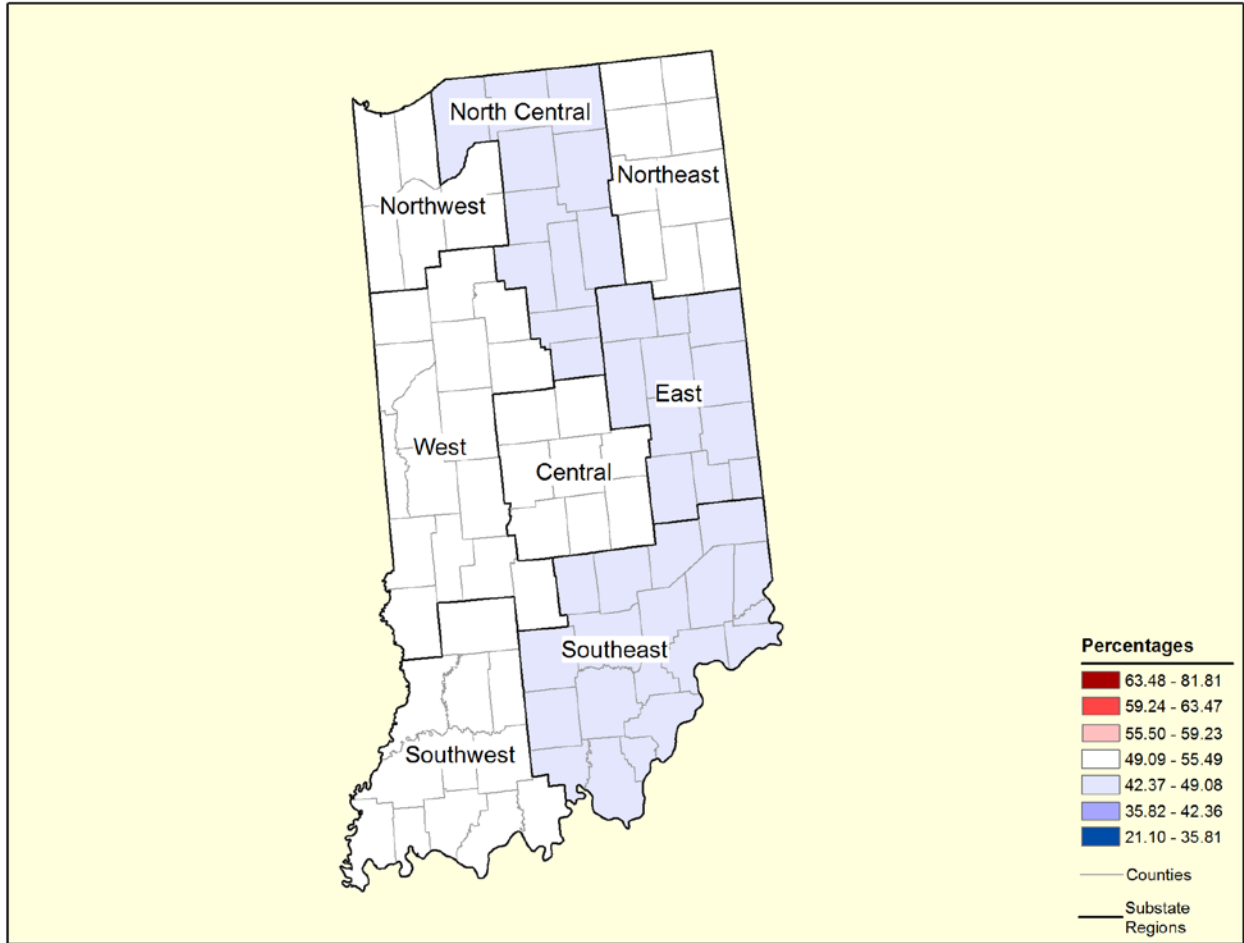 North Central
Northeast
Northwest
East
West
Central
Southeast
Southwest
Percentages
63.48 - 81.81
59.24 - 63.47
55.50 - 59.23
49.09 - 55.49
42.37 - 49.08
35.82 - 42.36
21.10 - 35.81
Counties
Substate
Regions